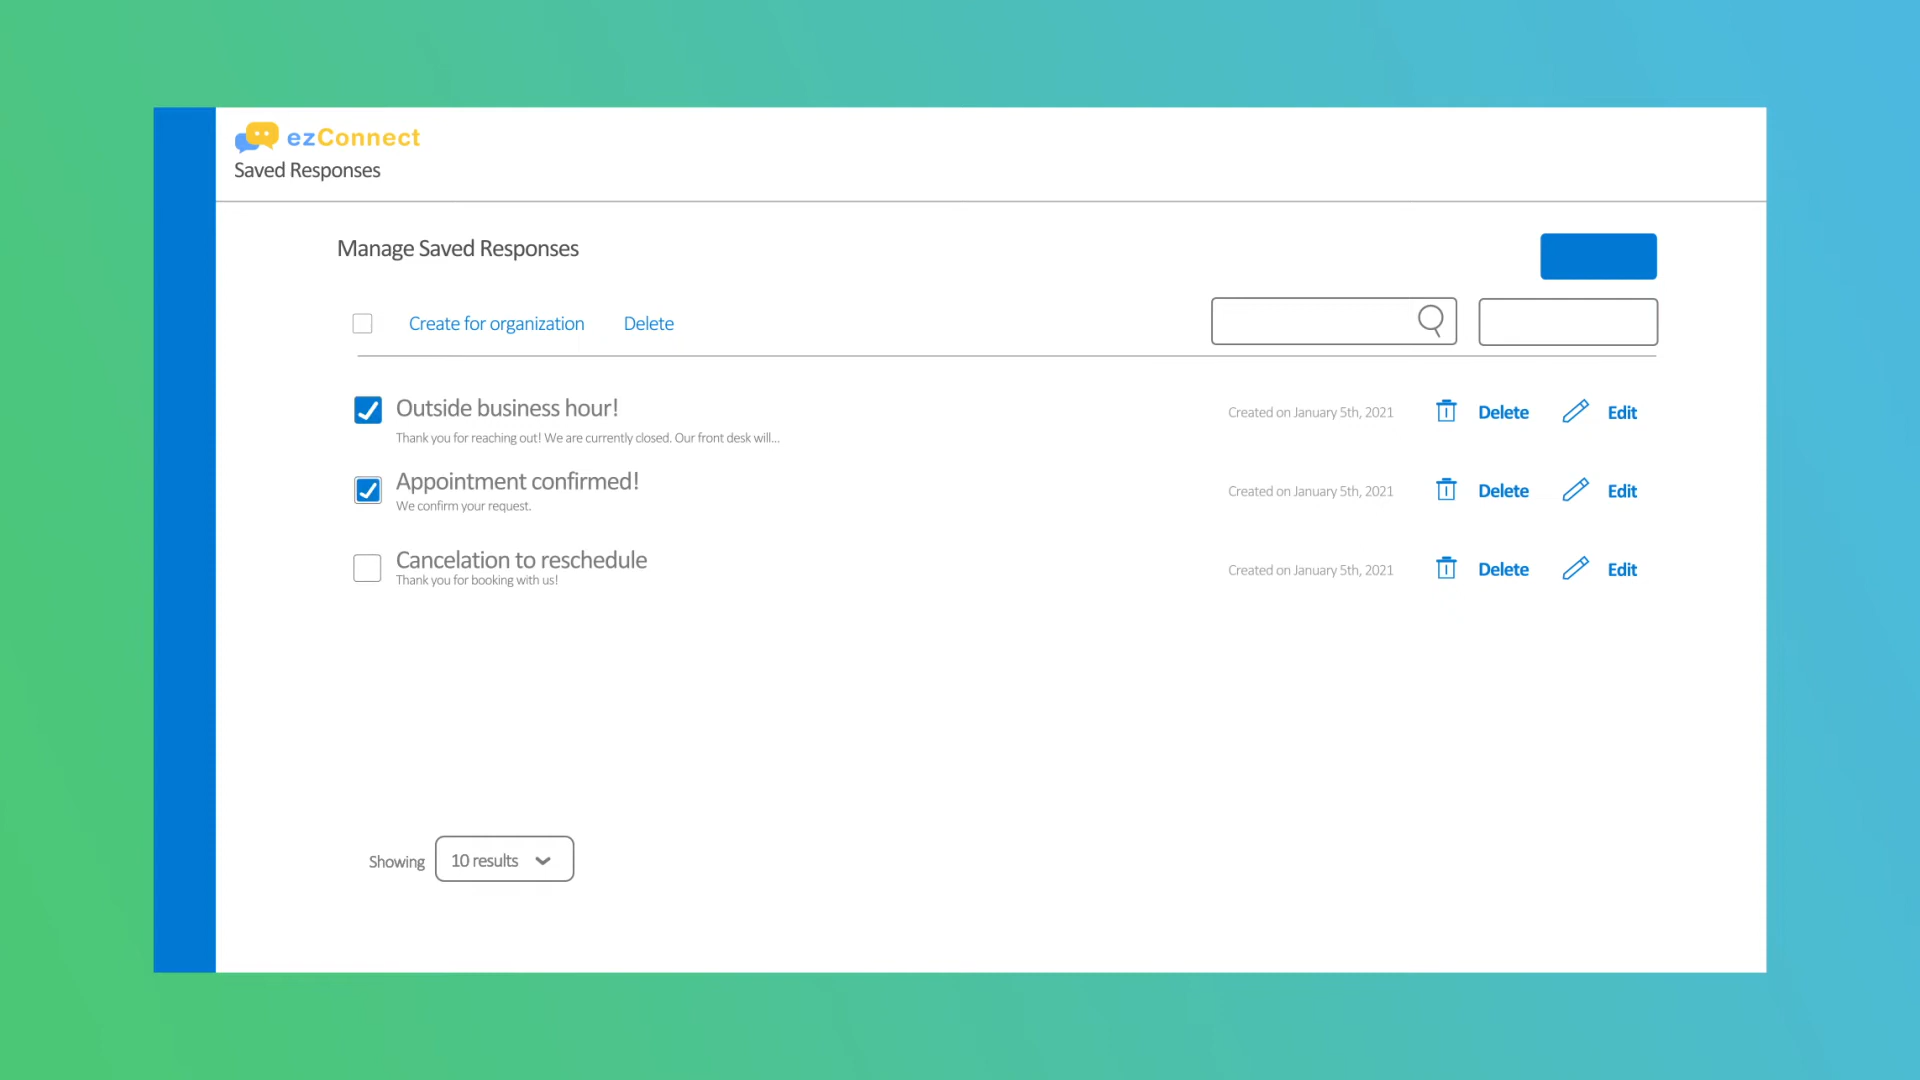 ezConnect
Saved Responses
Manage Saved Responses
Create for organization Delete
Outside business hour!
Thank you for reaching out! We are currently closed. Our front desk will...
Created on January 5th, 2021 Delete Edit
Appointment confirmed!
We confirm your request.
Created on January 5th, 2021 Delete Edit
Cancelation to reschedule
Thank you for booking with us!
Created on January 5th, 2021 Delete Edit
Showing 10 results